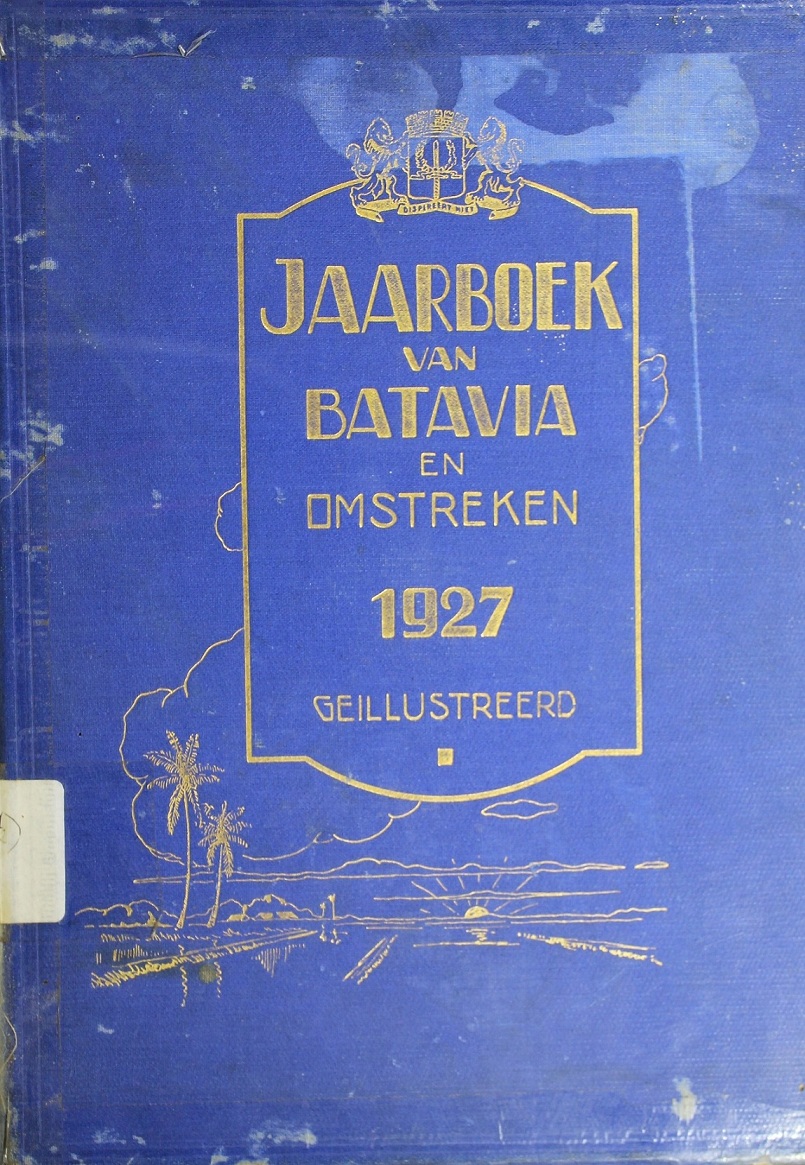 DISPEREERT NIET
JAARBOEK
VAN
BATAVIA
EN
OMSTREKEN
1927
GEILLUSTREERD